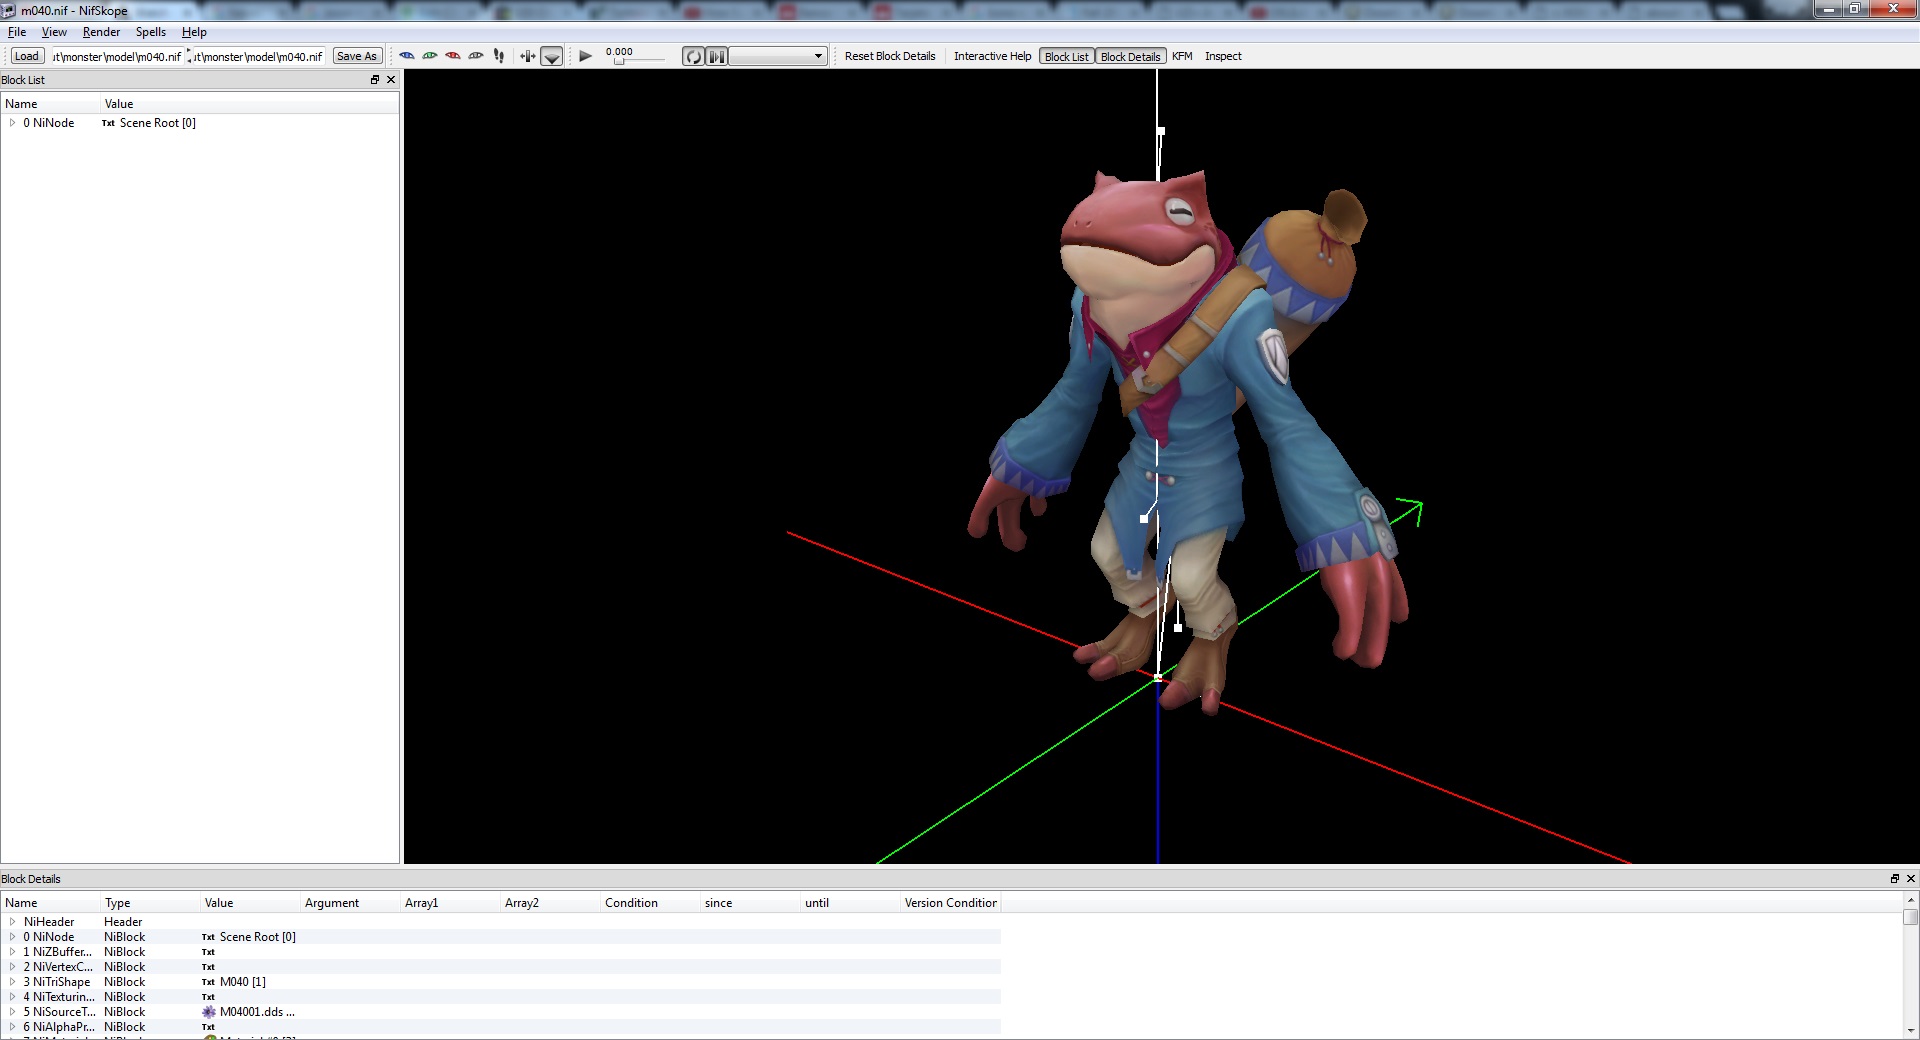 m040.nif - NifSkope
File View Render Spells Help
Load ut\monster\model\m040.nif ut\monster\model\m040.nif Save As 0.000 Reset Block Details Interactive Help Block List Block Details KFM Inspect
Block List
Name Value
0 NiNode Txt Scene Root [0]
Block Details
Name Type Value Argument Array1 Array2 Condition since until Version Condition
NiHeader Header
0 NiNode NiBlock Txt Scene Root [0]
1 NiZBuffer... NiBlock Txt
2 NiVertexC... NiBlock Txt
3 NiTriShape NiBlock Txt M040 [1]
4 NiTexturin... NiBlock Txt
5 NiSourceT... NiBlock M04001.dds ...
6 NiAlphaPr... NiBlock Txt